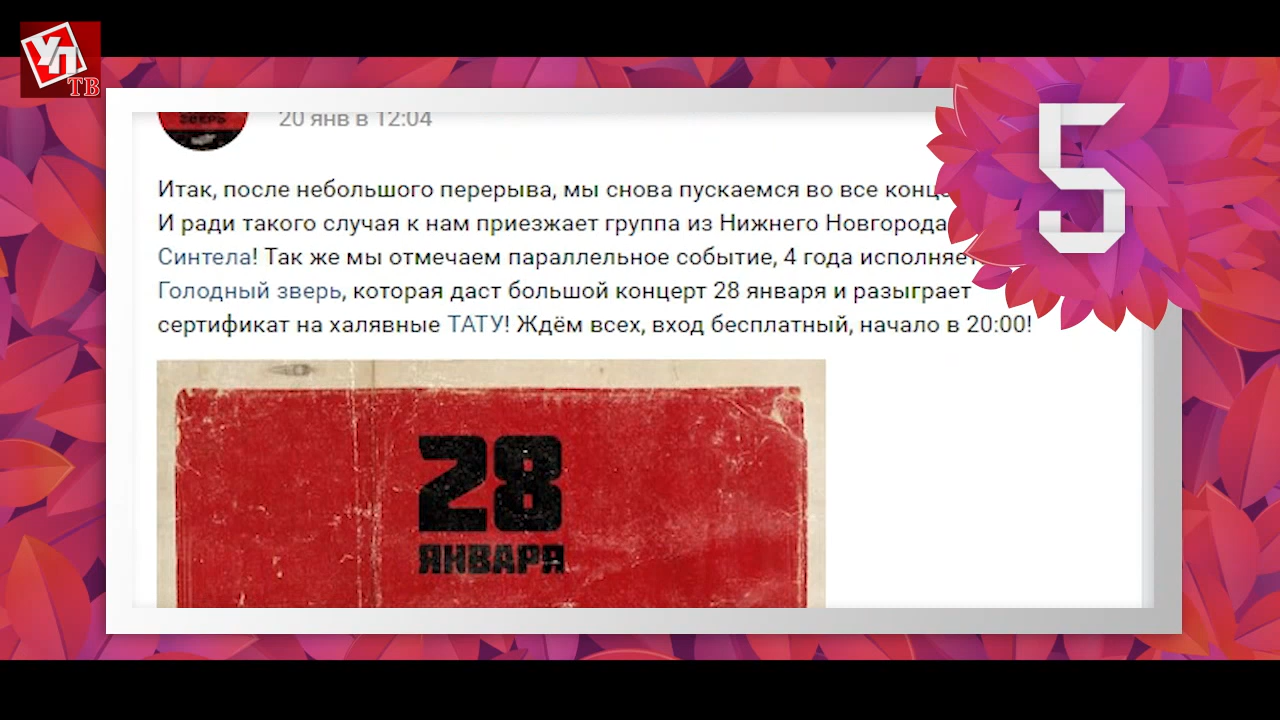 УП
ТВ
5
ЗВЕРЬ
20 янв в 12:04
Итак, после небольшого перерыва, мы снова пускаемся во все
И ради такого случая к нам приезжает группа из Нижнего Новгорода
Синтела! Так же мы отмечаем параллельное событие, 4 года исполняет
Голодный зверь, которая даст большой концерт 28 января и разыграет
сертификат на халявные ТАТУ! Ждём всех, вход бесплатный, начало в 20:00!
28
ЯНВАРЯ